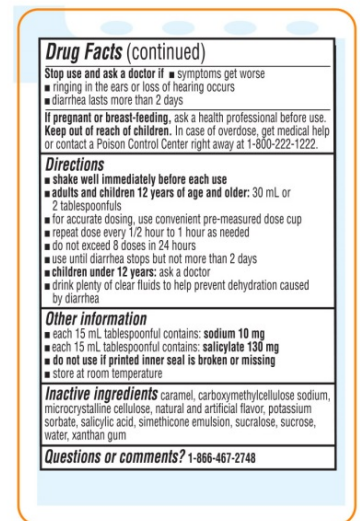 Drug Facts (continued)
Stop use and ask a doctor if ■ symptoms get worse
■ ringing in the ears or loss of hearing occurs
■ diarrhea lasts more than 2 days
If pregnant or breast-feeding, ask a health professional before use.
Keep out of reach of children. In case of overdose, get medical help
or contact a Poison Control Center right away at 1-800-222-1222.
Directions
■ shake well immediately before each use
■ adults and children 12 years of age and older: 30 mL or
2 tablespoonfuls
■ for accurate dosing, use convenient pre-measured dose cup
■ repeat dose every 1/2 hour to 1 hour as needed
■ do not exceed 8 doses in 24 hours
■ use until diarrhea stops but not more than 2 days
■ children under 12 years: ask a doctor
■ drink plenty of clear fluids to help prevent dehydration caused
by diarrhea
Other information
■ each 15 mL tablespoonful contains: sodium 10 mg
■ each 15 mL tablespoonful contains: salicylate 130 mg
■ do not use if printed inner seal is broken or missing
■ store at room temperature
Inactive ingredients caramel, carboxymethylcellulose sodium,
microcrystalline cellulose, natural and artificial flavor, potassium
sorbate, salicylic acid, simethicone emulsion, sucralose, sucrose,
water, xanthan gum
Questions or comments? 1-866-467-2748